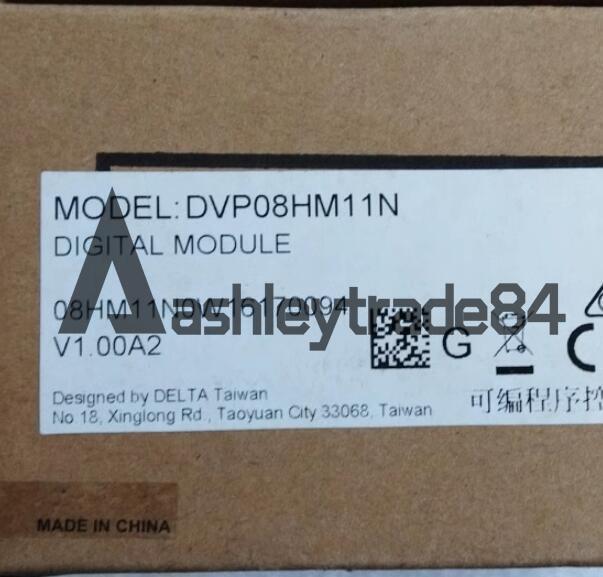 MODEL: DVP08HM11N
DIGITAL MODULE
08HM11N0W16170094
ashleytrade84
V1.00A2
G
Designed by DELTA Taiwan
No.18, Xinglong Rd., Taoyuan City 33068, Taiwan
可编程序控
MADE IN CHINA